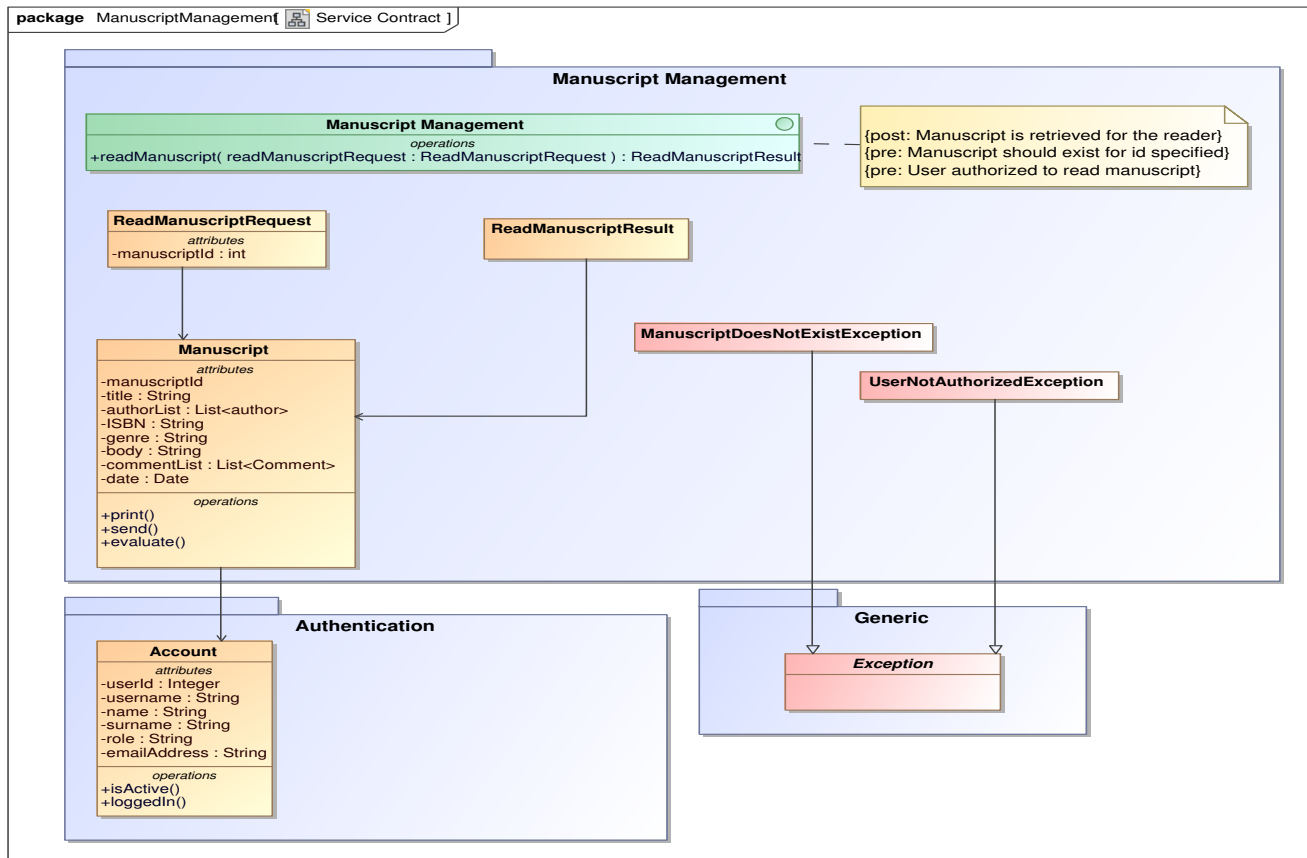 package ManuscriptManagement[ Service Contract ]
Manuscript Management
Manuscript Management
operations
+readManuscript( readManuscriptRequest : ReadManuscriptRequest ) : ReadManuscriptResult
{post: Manuscript is retrieved for the reader}
{pre: Manuscript should exist for id specified}
{pre: User authorized to read manuscript}
ReadManuscriptRequest
attributes
-manuscriptId : int
ReadManuscriptResult
ManuscriptDoesNotExistException
UserNotAuthorizedException
Manuscript
attributes
-manuscriptId
-title : String
-authorList : List<author>
-ISBN : String
-genre : String
-body : String
-commentList : List<Comment>
-date : Date
operations
+print()
+send()
+evaluate()
Authentication
Account
attributes
-userId : Integer
-username : String
-name : String
-surname : String
-role : String
-emailAddress : String
operations
+isActive()
+loggedIn()
Generic
Exception